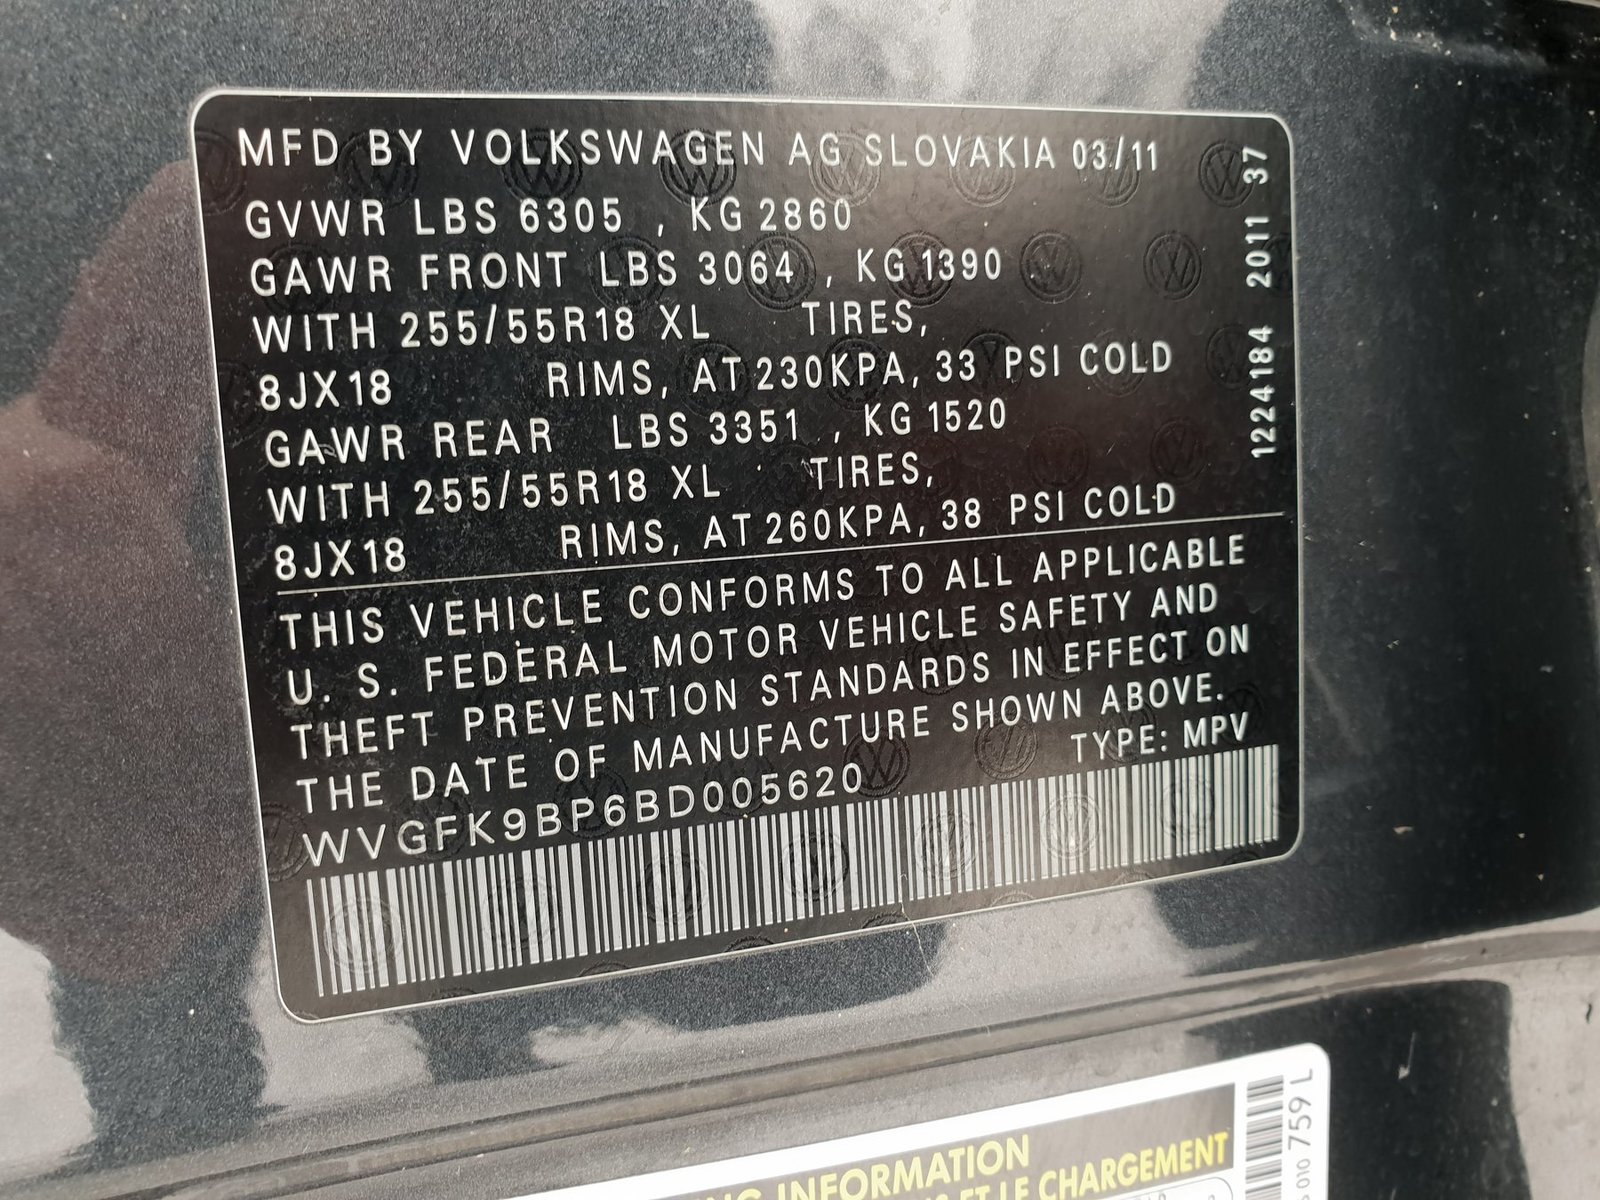 MFD BY VOLKSWAGEN AG SLOVAKIA 03/11
GVWR LBS 6305 , KG 2860
GAWR FRONT LBS 3064 , KG 1390
WITH 255/55R18 XL TIRES,
8JX18 RIMS, AT 230KPA, 33 PSI COLD
GAWR REAR LBS 3351 , KG 1520
WITH 255/55R18 XL TIRES,
8JX18 RIMS, AT 260KPA, 38 PSI COLD
THIS VEHICLE CONFORMS TO ALL APPLICABLE
U. S. FEDERAL MOTOR VEHICLE SAFETY AND
THEFT PREVENTION STANDARDS IN EFFECT ON
THE DATE OF MANUFACTURE SHOWN ABOVE.
TYPE: MPV
WVGFK9BP6BD005620
1224184 2011 37
INFORMATION
ET LE CHARGEMENT
010 759 L